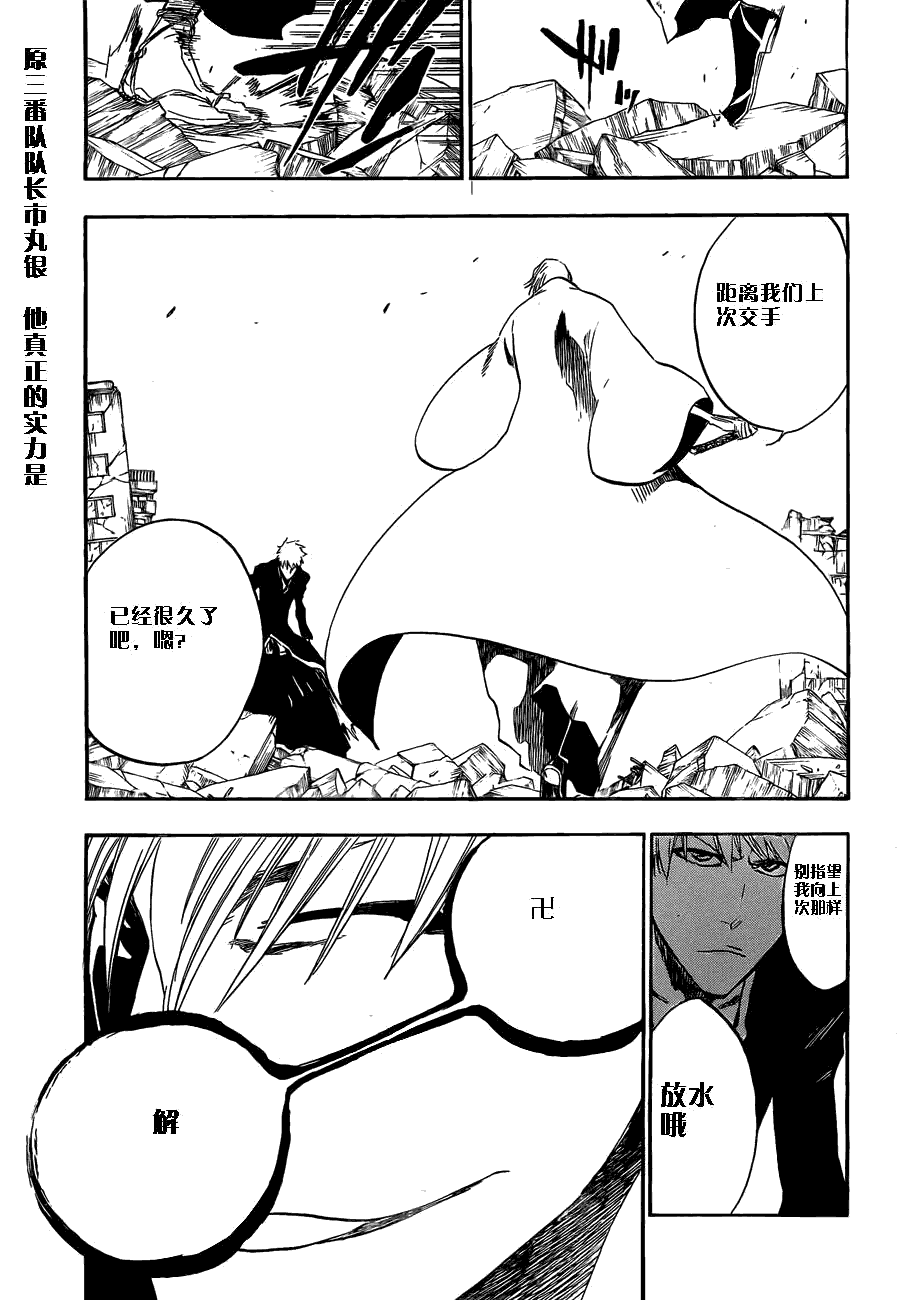 距离我们上
次交手
已经很久了
吧，嗯？
别指望
我向上
次那样
放水
哦
卍
解
原三番队队长市丸银 他真正的实力是